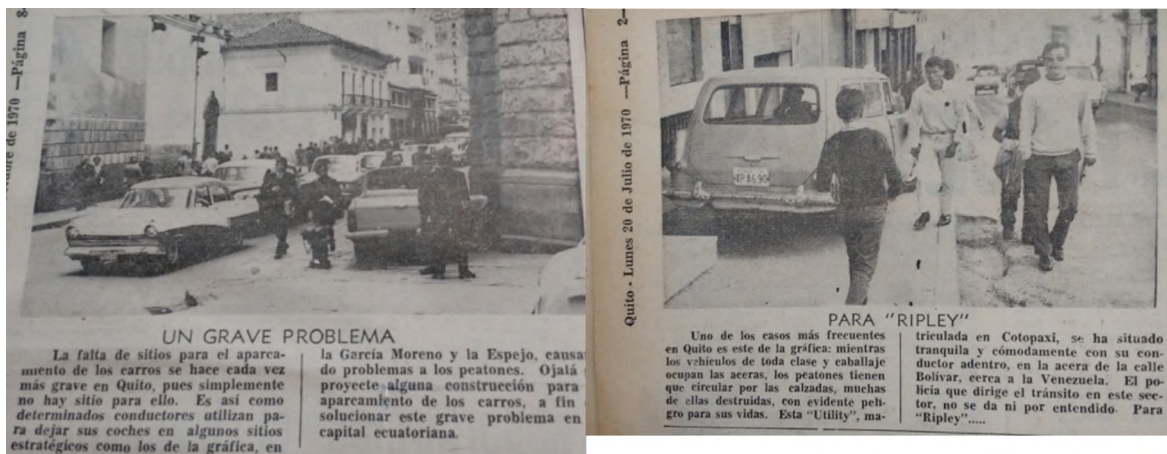 de 1970 —Página 8-
UN GRAVE PROBLEMA
La falta de sitios para el aparca-
miento de los carros se hace cada vez
más grave en Quito, pues simplemente
no hay sitio para ello. Es así como
determinados conductores utilizan pa-
ra dejar sus coches en algunos sitios
estratégicos como los de la gráfica, en
la García Moreno y la Espejo, causa
do problemas a los peatones. Ojalá
proyecte alguna construcción para
aparcamiento de los carros, a fin
solucionar este grave problema en
capital ecuatoriana.
Quito - Lunes 20 de Julio de 1970 —Página 2—
PARA "RIPLEY"
Uno de los casos más frecuentes
en Quito es este de la gráfica: mientras
los vehículos de toda clase y caballaje
ocupan las aceras, los peatones tienen
que circular por las calzadas, muchas
de ellas destruidas, con evidente peli-
gro para sus vidas. Esta "Utility", ma-
triculada en Cotopaxi, se ha situado
tranquila y cómodamente con su con-
ductor adentro, en la acera de la calle
Bolívar, cerca a la Venezuela. El po-
licía que dirige el tránsito en este sec-
tor, no se da ni por entendido. Para
"Ripley".....